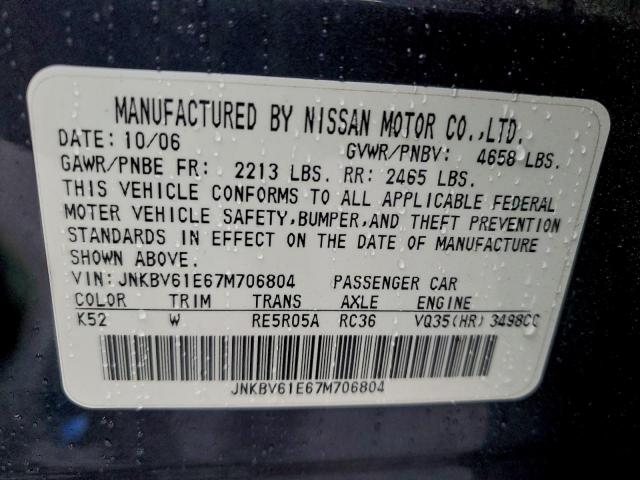 MANUFACTURED BY NISSAN MOTOR CO.,LTD.
DATE: 10/06 GVWR/PNBV: 4658 LBS.
GAWR/PNBE FR: 2213 LBS. RR: 2465 LBS.
THIS VEHICLE CONFORMS TO ALL APPLICABLE FEDERAL
MOTER VEHICLE SAFETY,BUMPER,AND THEFT PREVENTION
STANDARDS IN EFFECT ON THE DATE OF MANUFACTURE
SHOWN ABOVE.
VIN: JNKBV61E67M706804 PASSENGER CAR
COLOR TRIM TRANS AXLE ENGINE
K52 W RE5R05A RC36 VQ35(HR) 3498CC
JNKBV61E67M706804